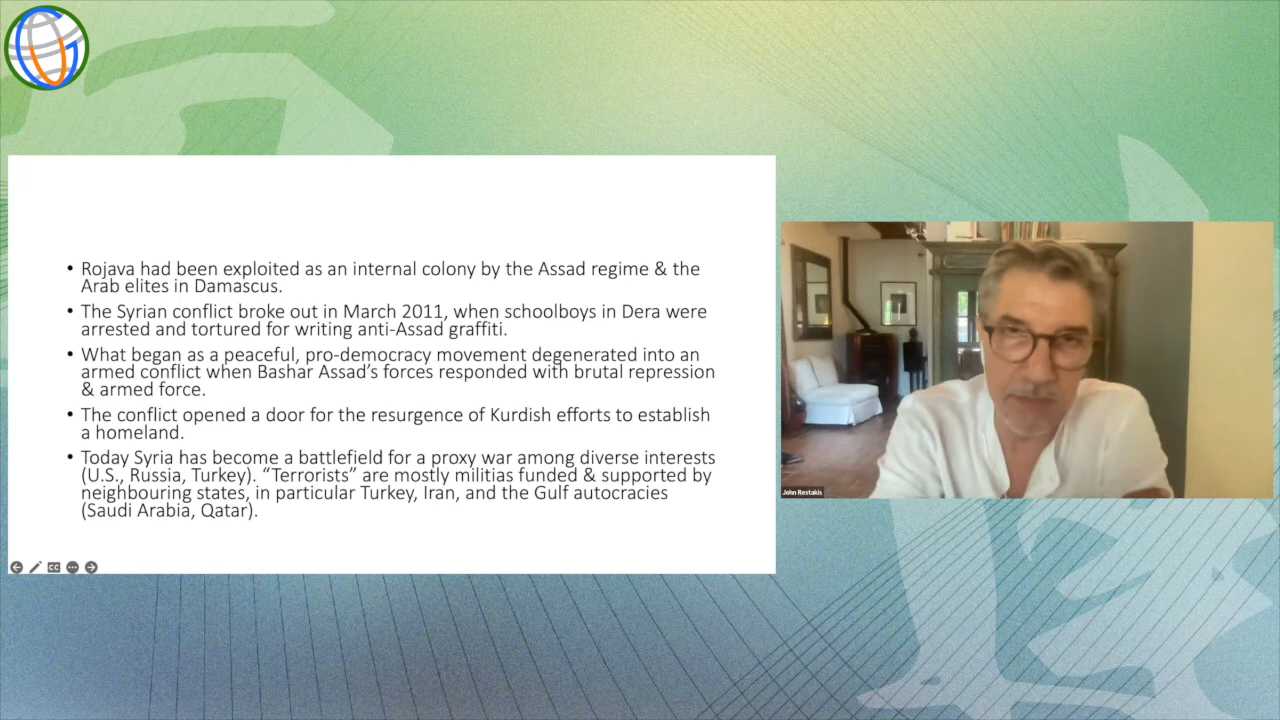 • Rojava had been exploited as an internal colony by the Assad regime & the
Arab elites in Damascus.
• The Syrian conflict broke out in March 2011, when schoolboys in Dera were
arrested and tortured for writing anti-Assad graffiti.
• What began as a peaceful, pro-democracy movement degenerated into an
armed conflict when Bashar Assad’s forces responded with brutal repression
& armed force.
• The conflict opened a door for the resurgence of Kurdish efforts to establish
a homeland.
• Today Syria has become a battlefield for a proxy war among diverse interests
(U.S., Russia, Turkey). “Terrorists” are mostly militias funded & supported by
neighbouring states, in particular Turkey, Iran, and the Gulf autocracies
(Saudi Arabia, Qatar).
CC
John Restakis